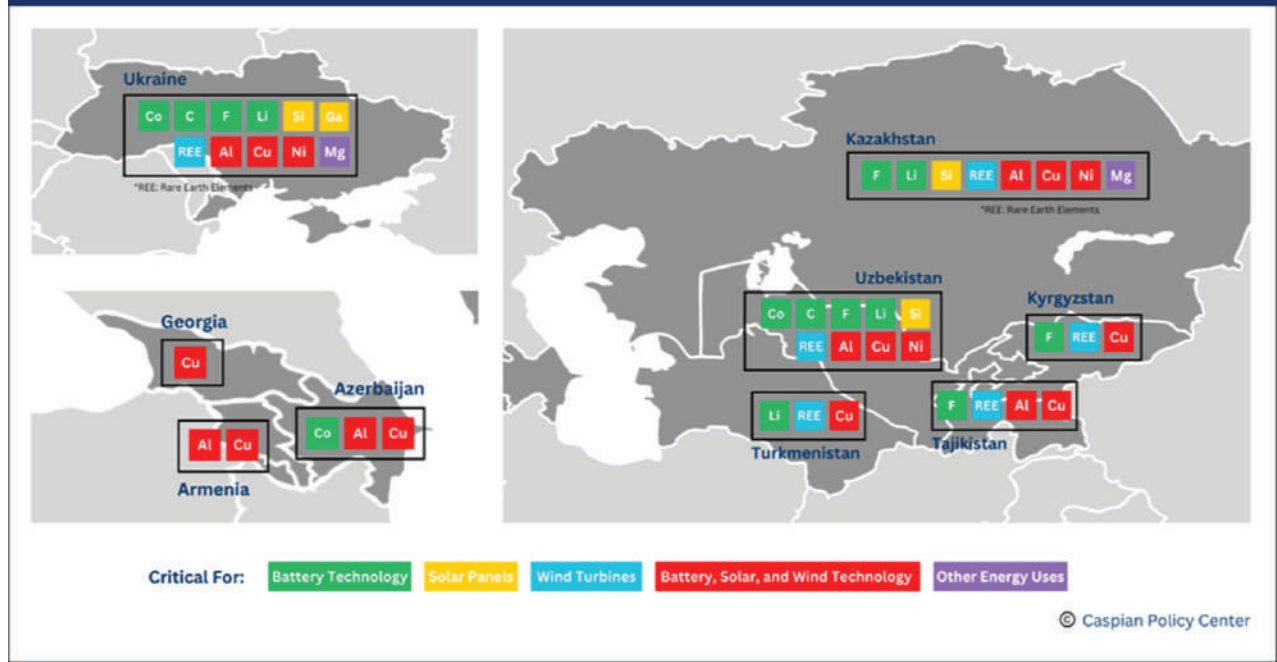 Ukraine
Co C F Li Si Ga
REE Al Cu Ni Mg
*REE: Rare Earth Elements
Kazakhstan
F Li Si REE Al Cu Ni Mg
*REE: Rare Earth Elements
Uzbekistan
Co C F Li Si
REE Al Cu Ni
Kyrgyzstan
F REE Cu
Georgia
Cu
Azerbaijan
Co Al Cu
Al Cu
Armenia
Li REE Cu
Turkmenistan
F REE Al Cu
Tajikistan
Critical For: Battery Technology Solar Panels Wind Turbines Battery, Solar, and Wind Technology Other Energy Uses
© Caspian Policy Center